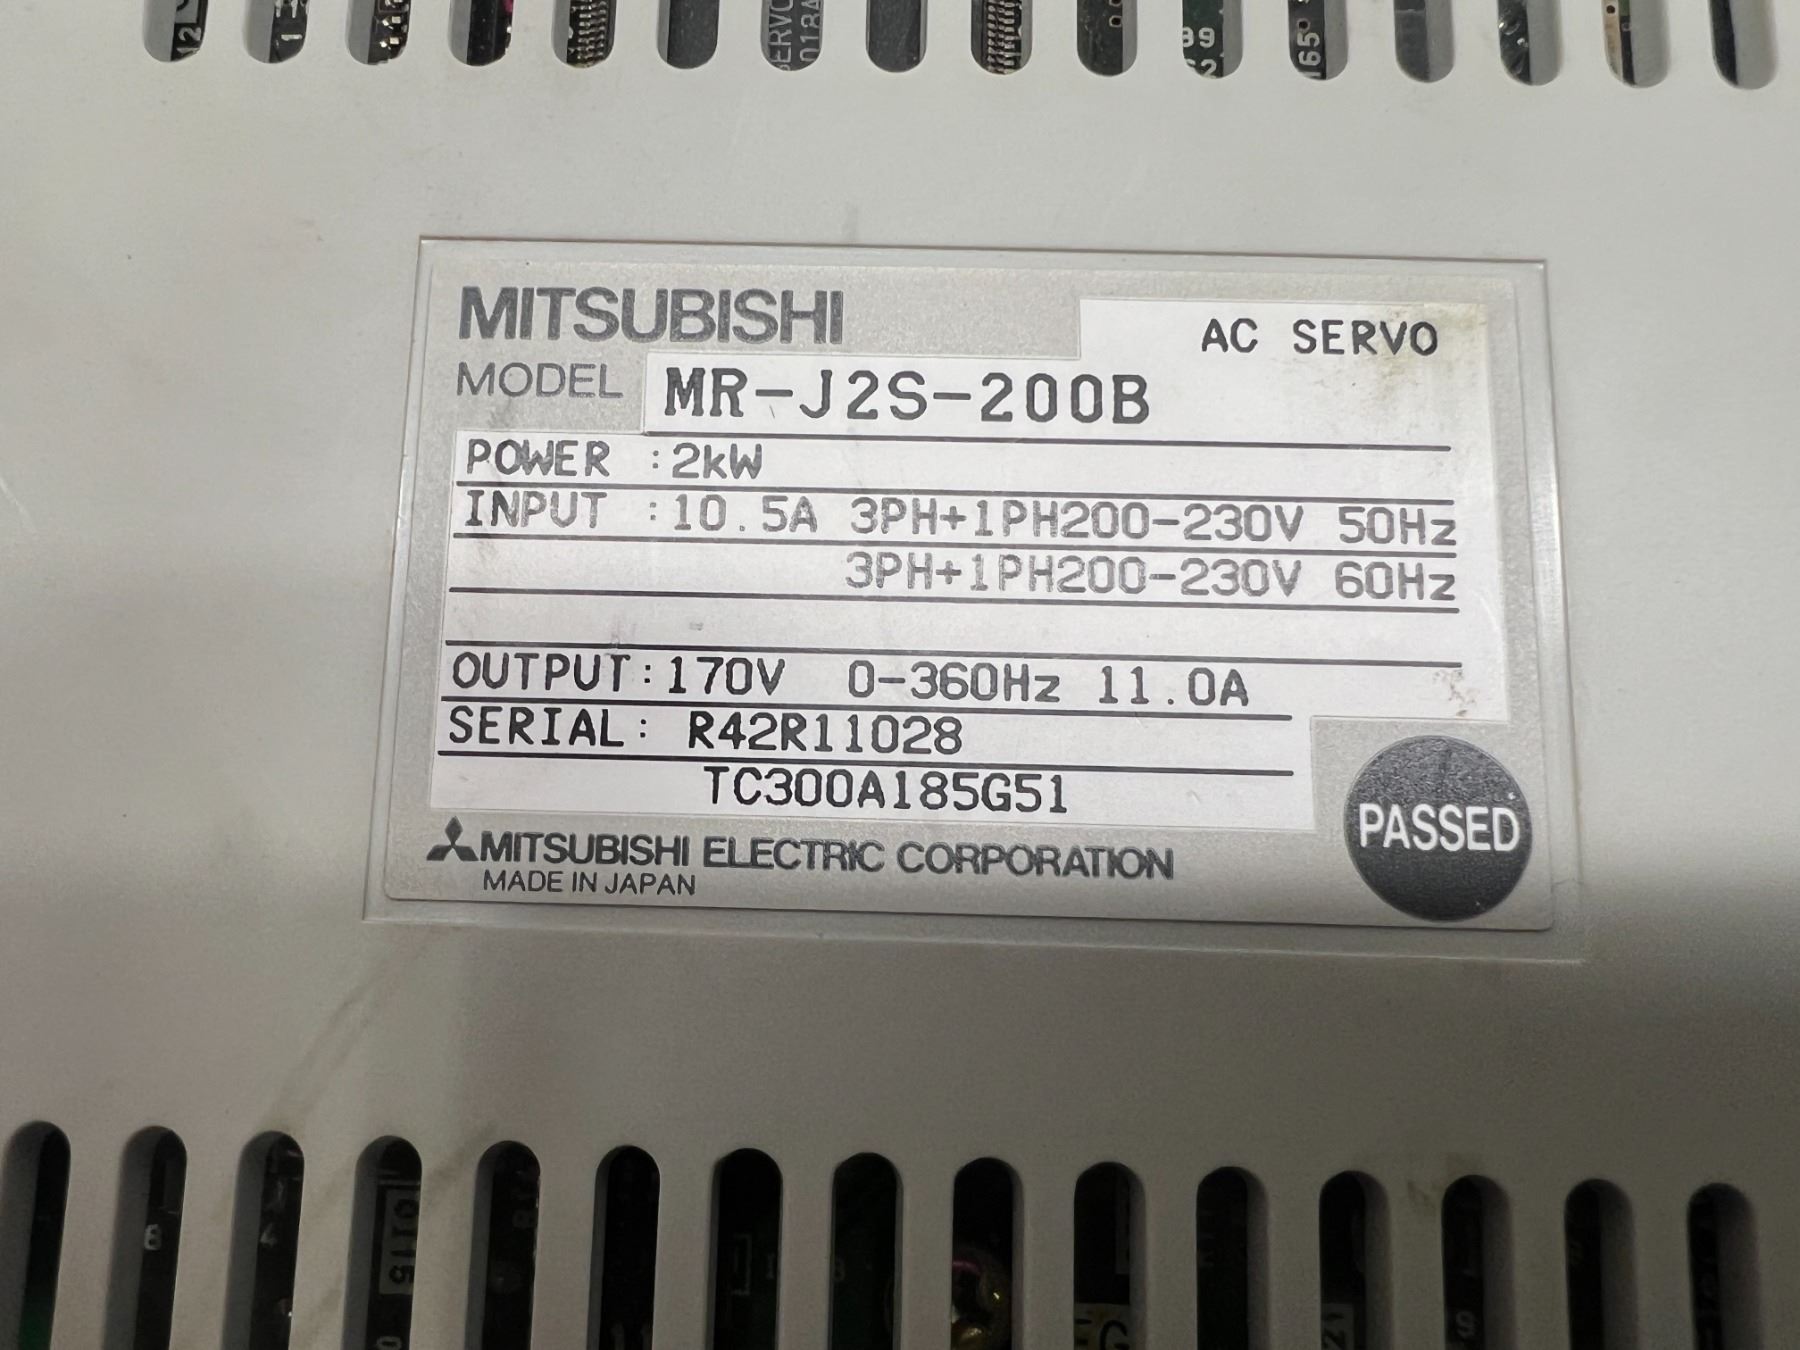 MITSUBISHI
AC SERVO
MODEL MR-J2S-200B
POWER :2kW
INPUT :10.5A 3PH+1PH200-230V 50Hz
3PH+1PH200-230V 60Hz
OUTPUT:170V 0-360Hz 11.0A
SERIAL: R42R11028
TC300A185G51
PASSED
MITSUBISHI ELECTRIC CORPORATION
MADE IN JAPAN